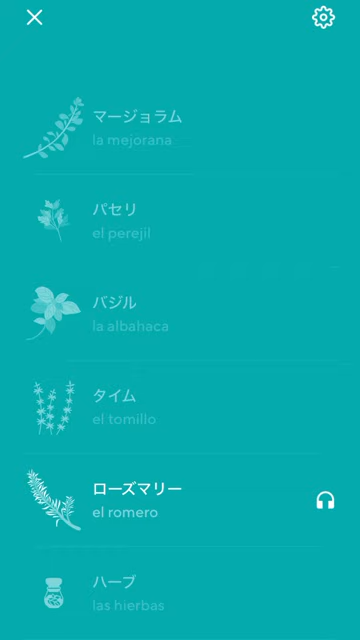 マージョラム
la mejorana
パセリ
el perejil
バジル
la albahaca
タイム
el tomillo
ローズマリー
el romero
ハーブ
las hierbas